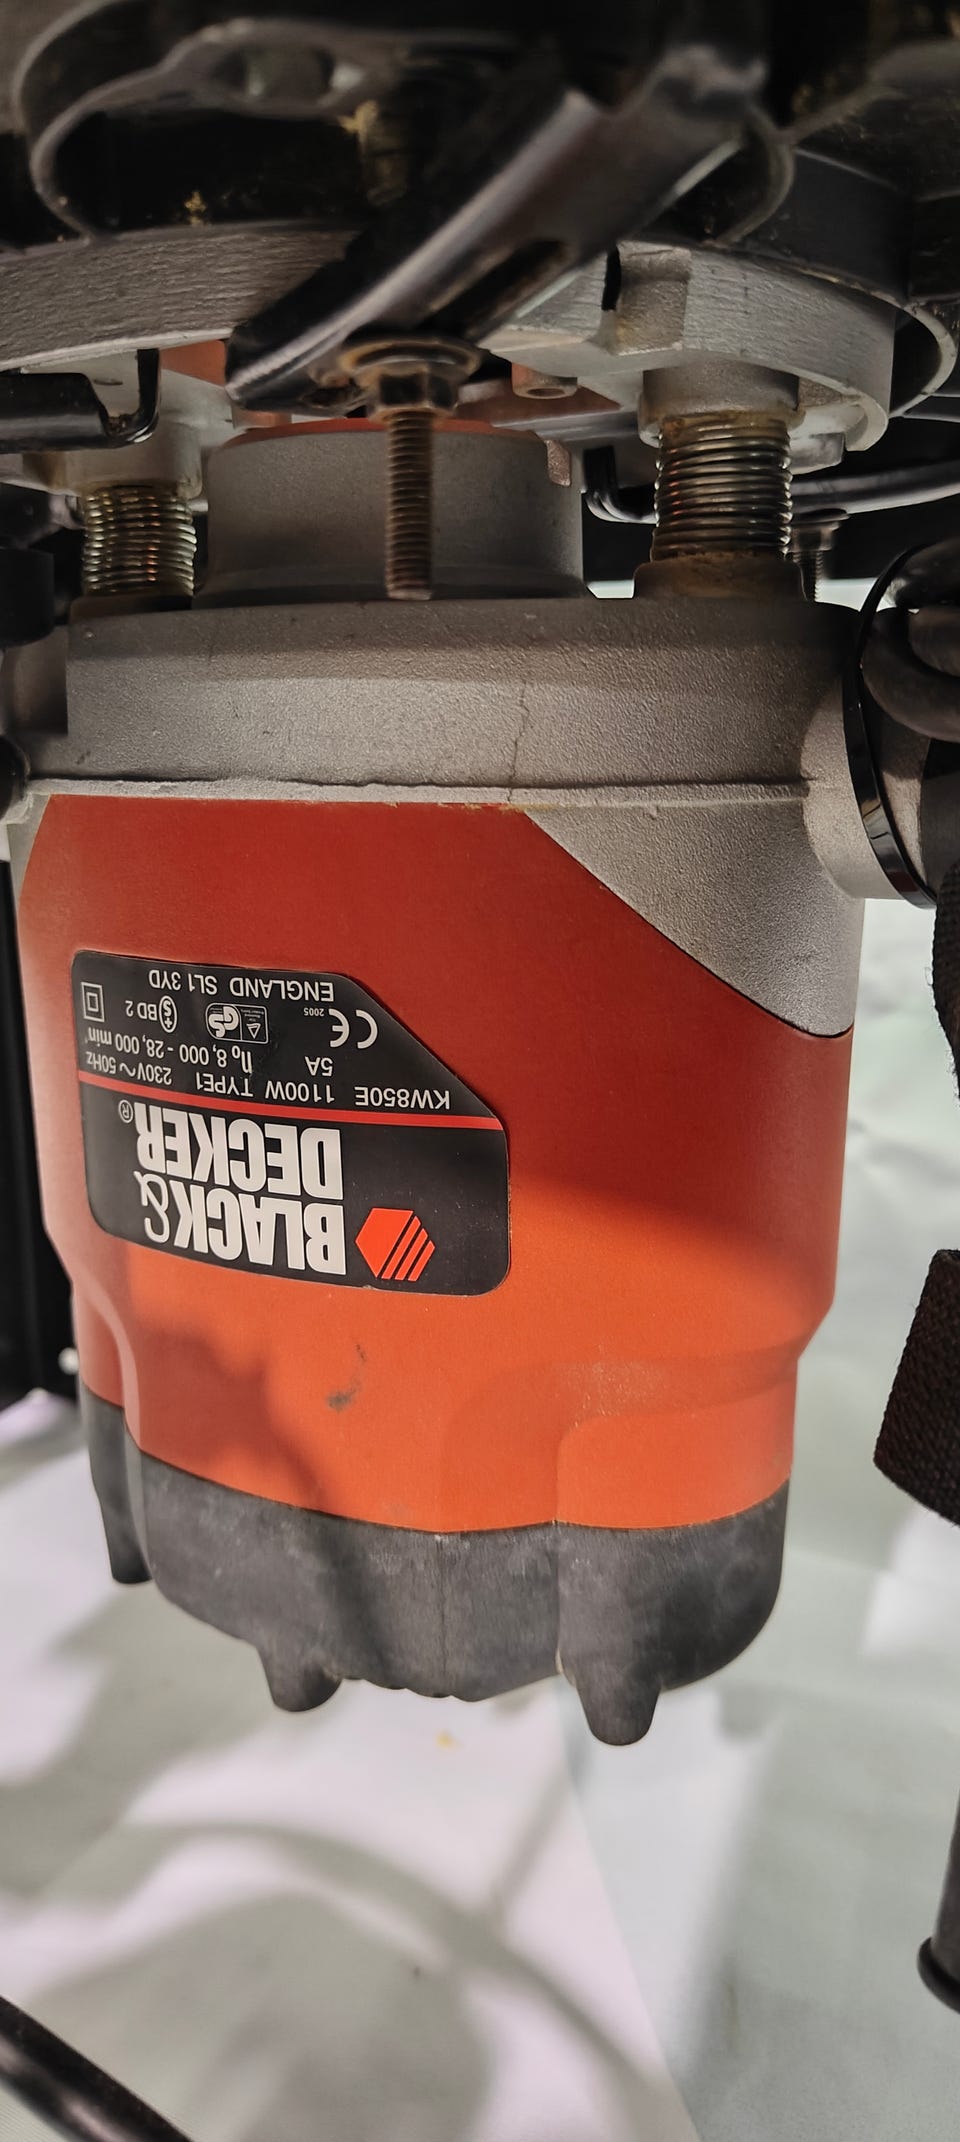 BLACK&
DECKER®
KW850E 1100W TYPE1 230V~ 50Hz
5A n₀ 8,000 - 28,000 min⁻¹
CE 2005 GS BD 2
ENGLAND SL1 3YD